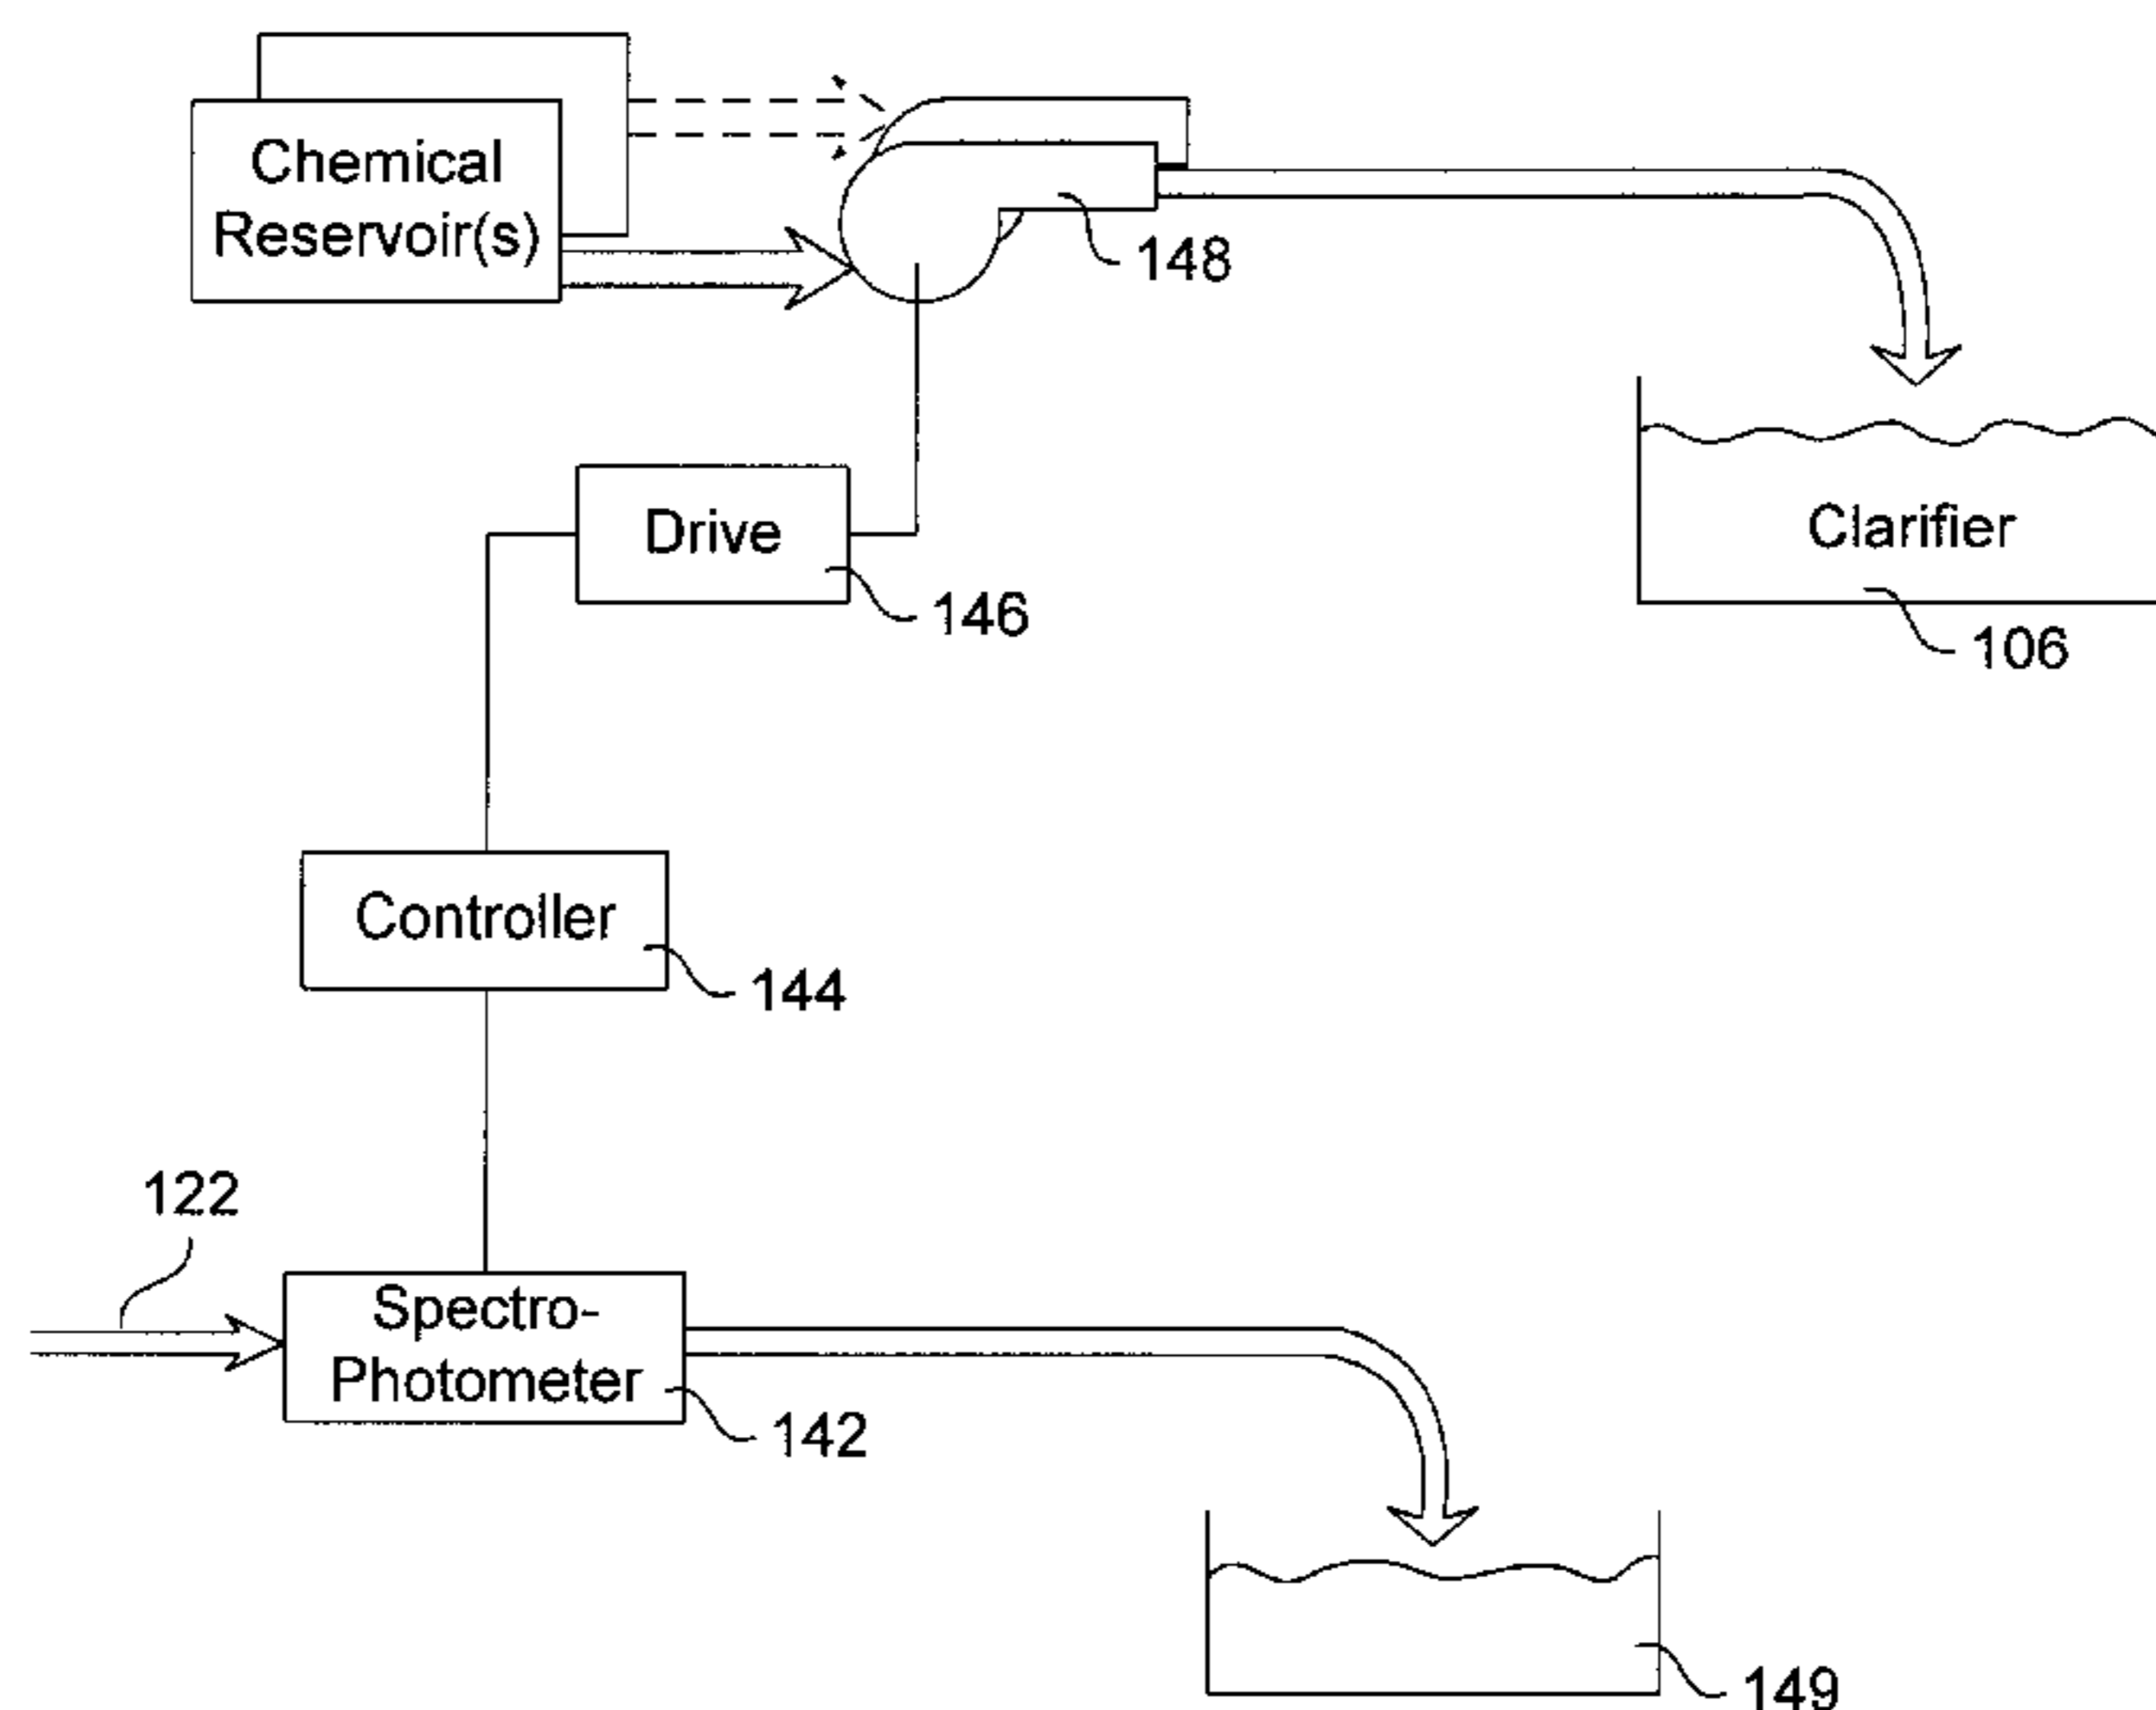 Chemical
Reservoir(s)
148
Drive
146
Clarifier
106
Controller
144
122
Spectro-
Photometer
142
149